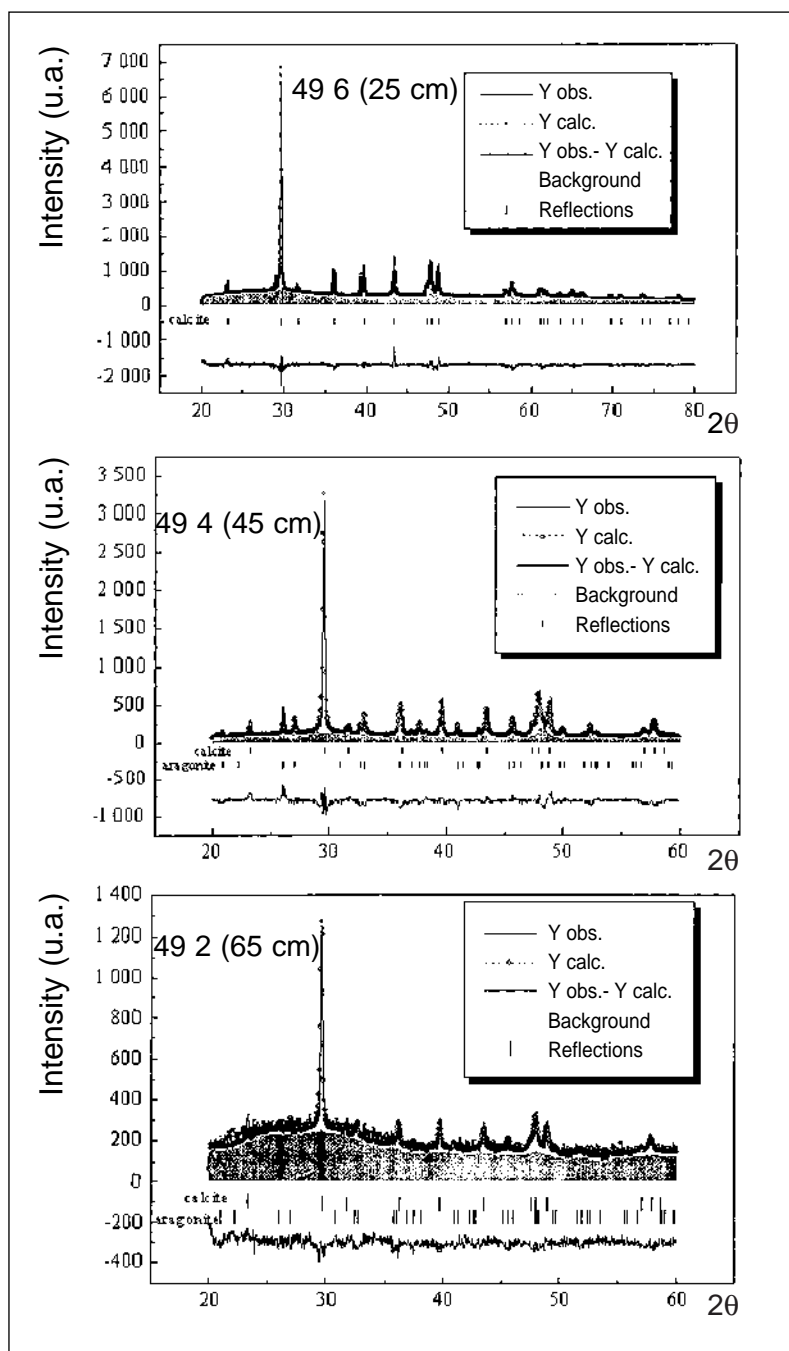 Intensity (u.a.)
7 000
6 000
5 000
4 000
3 000
2 000
1 000
0
-1 000
-2 000
49 6 (25 cm)
Y obs.
Y calc.
Y obs.- Y calc.
Background
Reflections
calcite
20 30 40 50 60 70 80
2θ
Intensity (u.a.)
3 500
3 000
2 500
2 000
1 500
1 000
500
0
-500
-1 000
49 4 (45 cm)
Y obs.
Y calc.
Y obs.- Y calc.
Background
Reflections
calcite
aragonite
20 30 40 50 60
2θ
Intensity (u.a.)
1 400
1 200
1 000
800
600
400
200
0
-200
-400
49 2 (65 cm)
Y obs.
Y calc.
Y obs.- Y calc.
Background
Reflections
calcite
aragonite
20 30 40 50 60
2θ